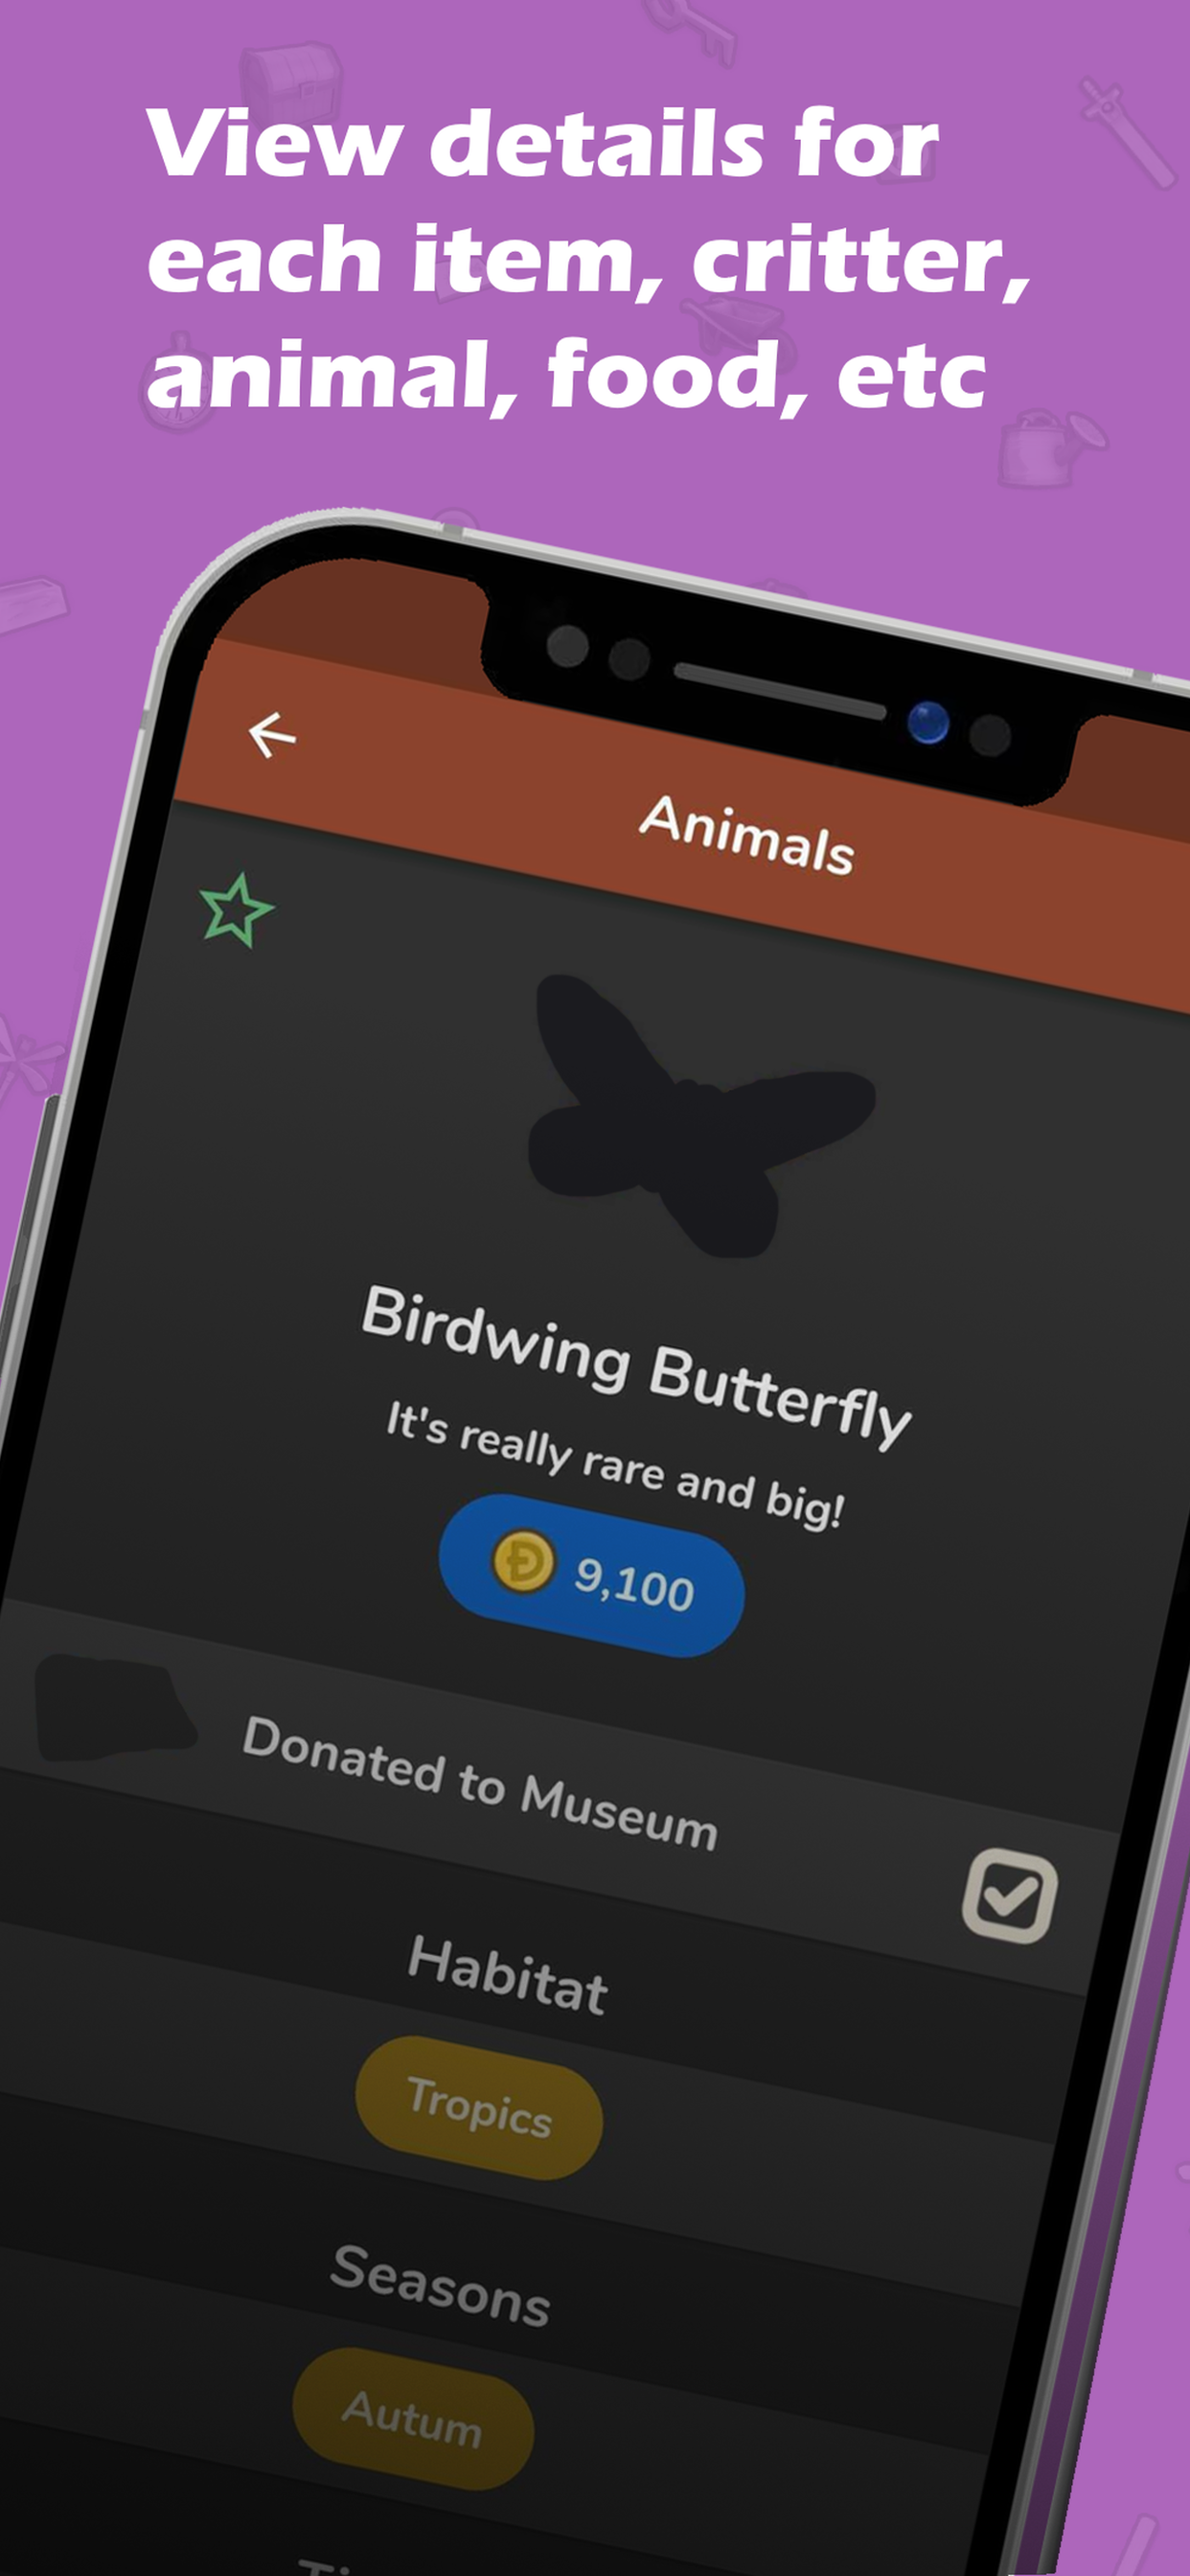 View details for
each item, critter,
animal, food, etc
Animals
Birdwing Butterfly
It's really rare and big!
9,100
Donated to Museum
Habitat
Tropics
Seasons
Autum